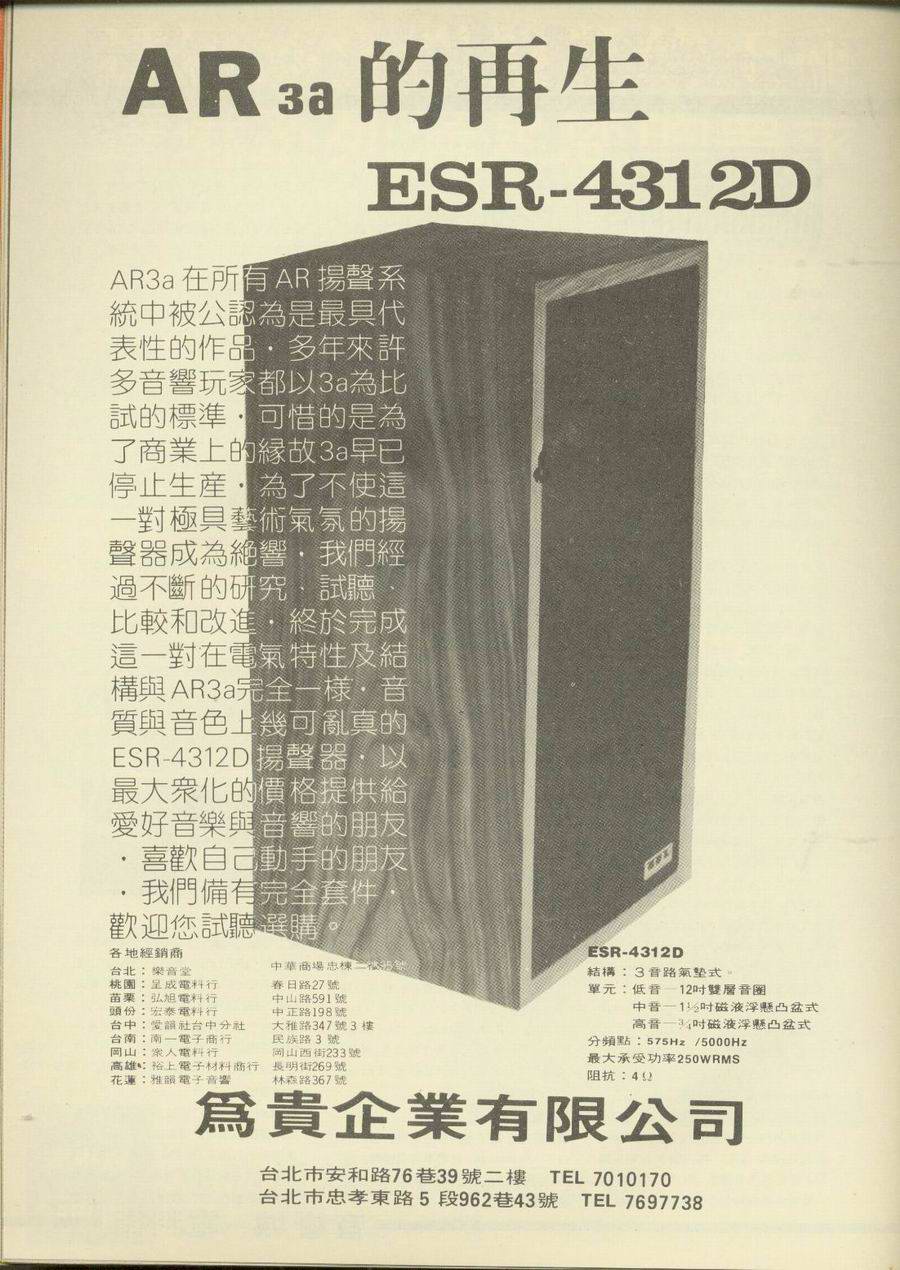 AR 3a 的再生
ESR-4312D
AR3a 在所有 AR 揚聲系
統中被公認為是最具代
表性的作品・多年來許
多音響玩家都以3a為比
試的標準・可惜的是為
了商業上的緣故3a早已
停止生產・為了不使這
一對極具藝術氣氛的揚
聲器成為絶響・我們經
過不斷的研究、試聽、
比較和改進・終於完成
這一對在電氣特性及結
構與 AR3a完全一樣・音
質與音色上幾可亂真的
ESR-4312D 揚聲器・以
最大衆化的價格提供給
愛好音樂與音響的朋友
・喜歡自己動手的朋友
・我們備有完全套件・
歡迎您試聽選購。
各地經銷商
台北：樂音堂 中華商場忠棟二樓
桃園：呈成電料行 春日路27號
苗栗：弘旭電料行 中山路591號
頭份：宏泰電料行 中正路198號
台中：愛韻社台中分社 大雅路347號3樓
台南：南一電子商行 民族路3號
岡山：衆人電料行 岡山西街233號
高雄：裕上電子材料商行 長明街269號
花蓮：雅韻電子音響 林森路367號
ESR-4312D
結構：3音路氣墊式。
單元：低音—12吋雙層音圈
中音—1½吋磁液浮懸凸盆式
高音—¾吋磁液浮懸凸盆式
分頻點：575Hz /5000Hz
最大承受功率250WRMS
阻抗：4Ω
爲貴企業有限公司
台北市安和路76巷39號二樓 TEL 7010170
台北市忠孝東路5段962巷43號 TEL 7697738